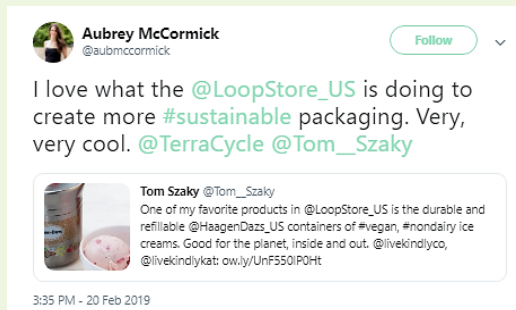 Aubrey McCormick
@aubmccormick
Follow
I love what the @LoopStore_US is doing to
create more #sustainable packaging. Very,
very cool. @TerraCycle @Tom__Szaky
Tom Szaky @Tom__Szaky
One of my favorite products in @LoopStore_US is the durable and
refillable @HaagenDazs_US containers of #vegan, #nondairy ice
creams. Good for the planet, inside and out. @livekindlyco,
@livekindlykat: ow.ly/UnF550lP0Ht
3:35 PM - 20 Feb 2019